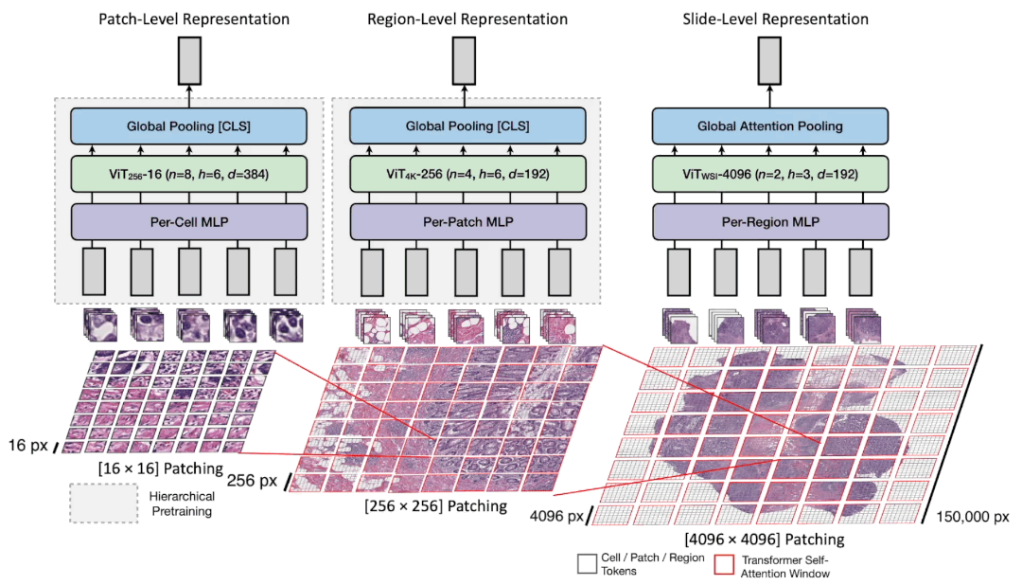 Patch-Level Representation
Region-Level Representation
Slide-Level Representation
Global Pooling [CLS]
Global Pooling [CLS]
Global Attention Pooling
ViT256-16 (n=8, h=6, d=384)
ViT4K-256 (n=4, h=6, d=192)
ViTWSI-4096 (n=2, h=3, d=192)
Per-Cell MLP
Per-Patch MLP
Per-Region MLP
16 px
[16 × 16] Patching
256 px
[256 × 256] Patching
4096 px
150,000 px
[4096 × 4096] Patching
Hierarchical
Pretraining
Cell / Patch / Region
Tokens
Transformer Self-
Attention Window